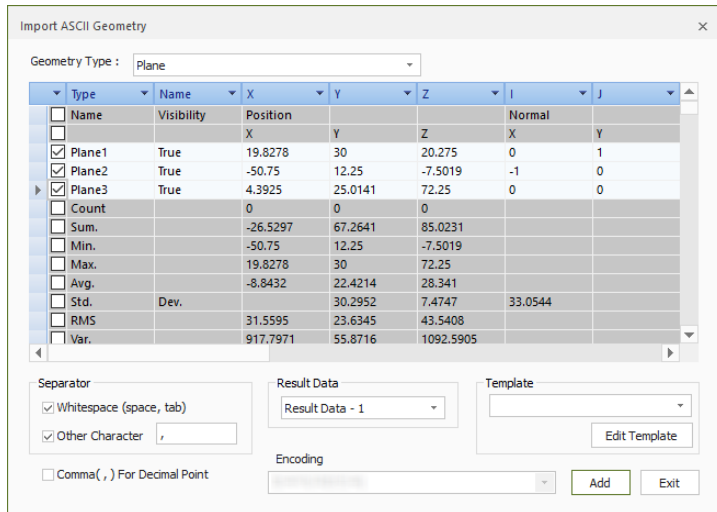 Import ASCII Geometry
Geometry Type : Plane
Type Name X Y Z I J
Name Visibility Position Normal
X Y Z X Y
Plane1 True 19.8278 30 20.275 0 1
Plane2 True -50.75 12.25 -7.5019 -1 0
Plane3 True 4.3925 25.0141 72.25 0 0
Count 0 0 0
Sum. -26.5297 67.2641 85.0231
Min. -50.75 12.25 -7.5019
Max. 19.8278 30 72.25
Avg. -8.8432 22.4214 28.341
Std. Dev. 30.2952 7.4747 33.0544
RMS 31.5595 23.6345 43.5408
Var. 917.7971 55.8716 1092.5905
Separator Result Data Template
Whitespace (space, tab) Result Data - 1
Other Character , Edit Template
Encoding
Comma( , ) For Decimal Point Add Exit